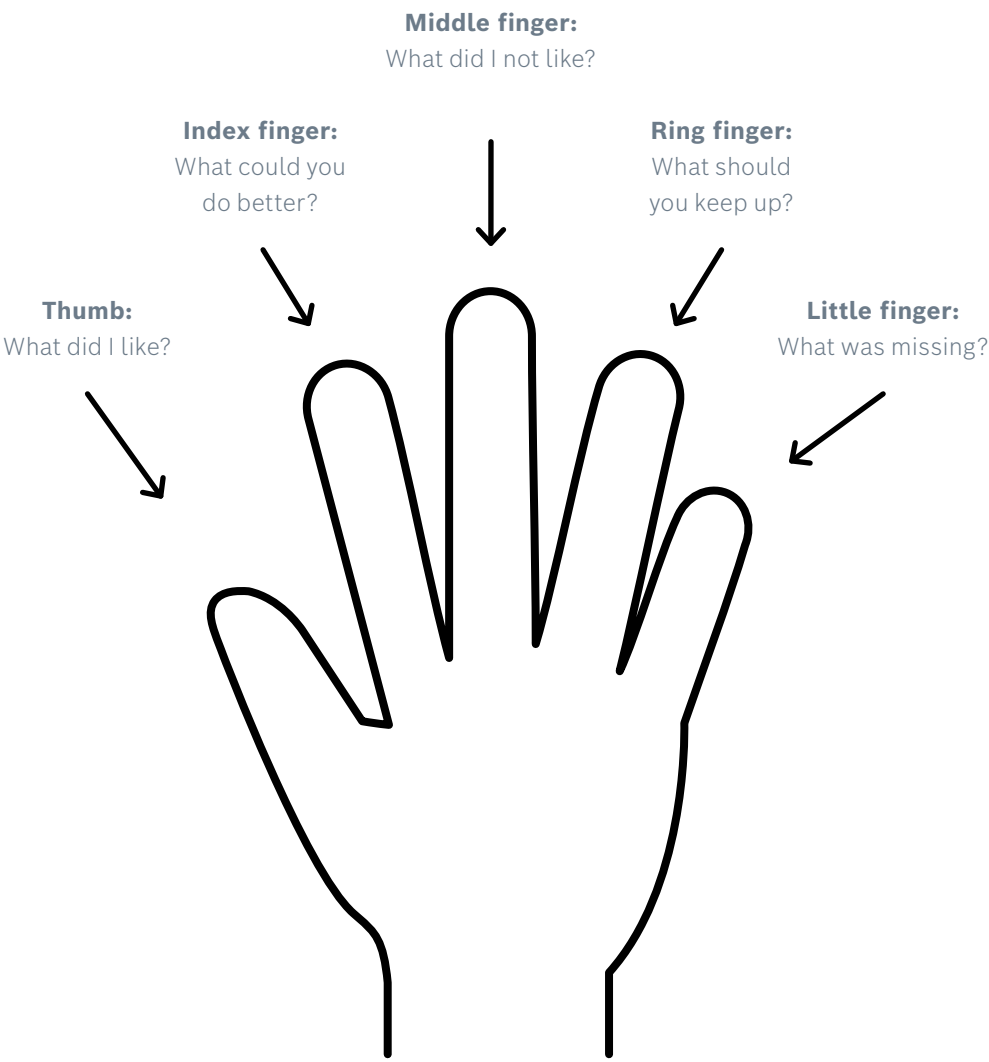 Middle finger:
What did I not like?
Index finger:
What could you
do better?
Ring finger:
What should
you keep up?
Thumb:
What did I like?
Little finger:
What was missing?